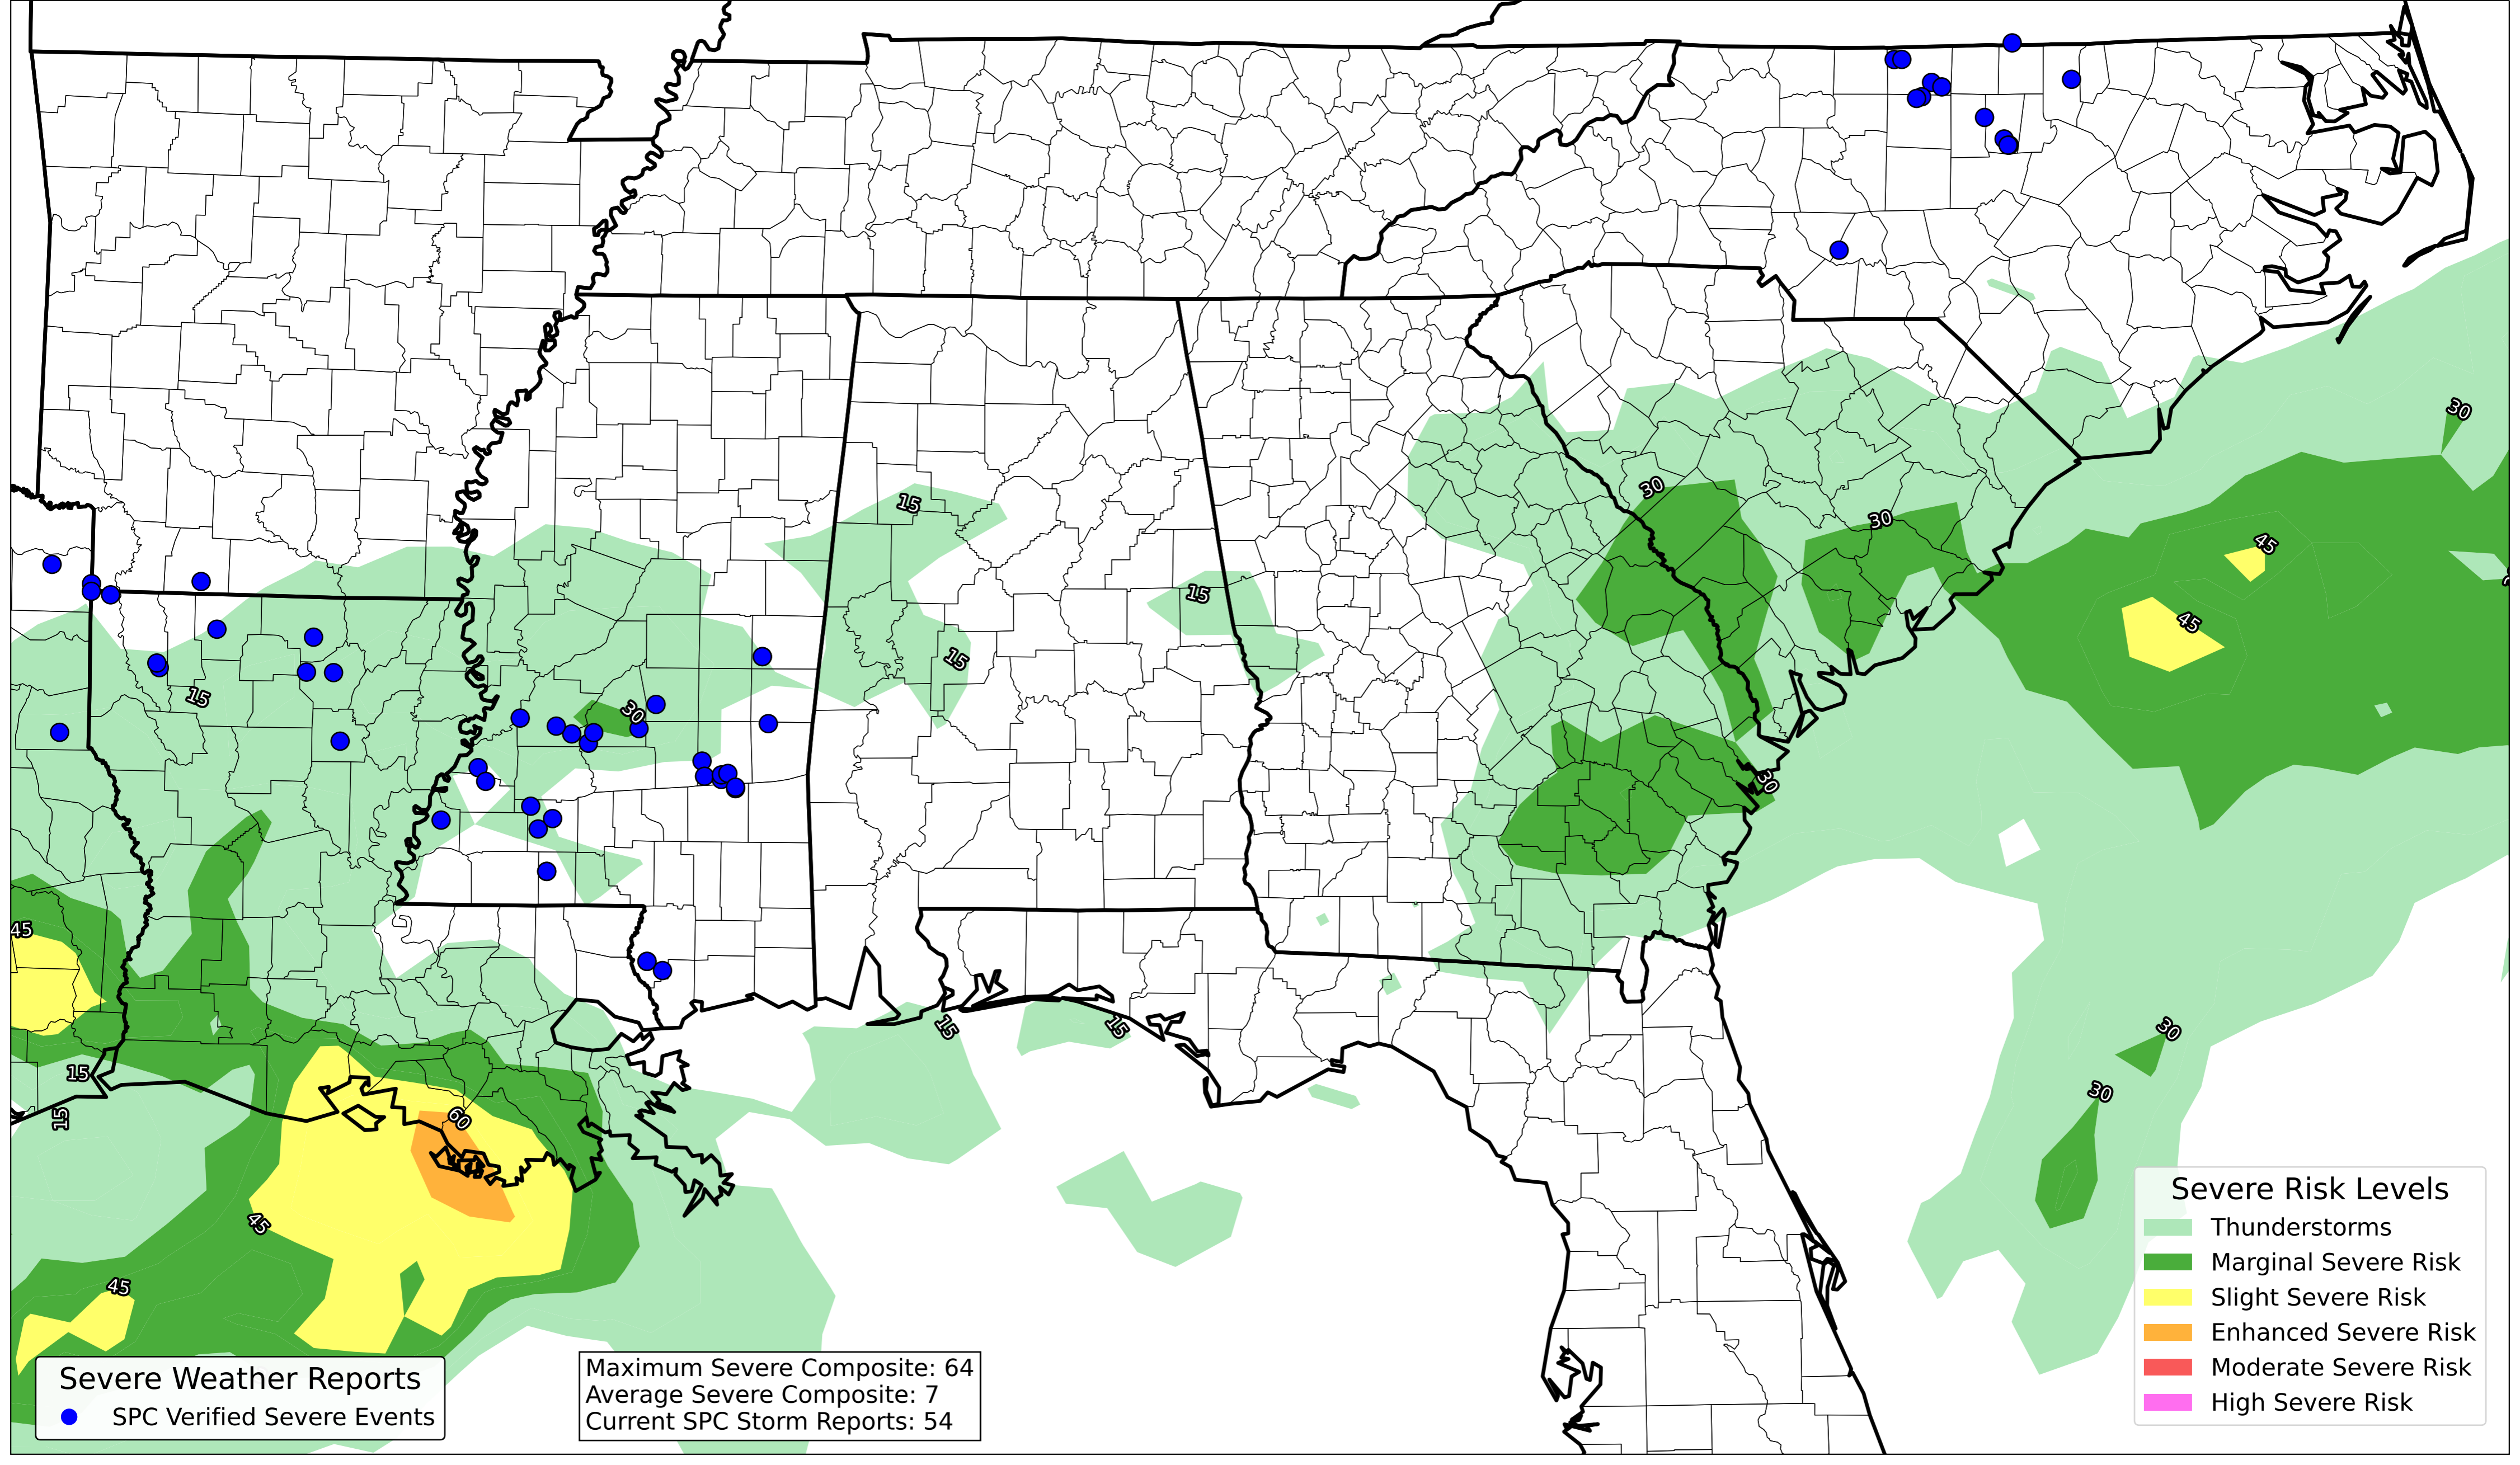 30
15
30
30
45
15
45
15
15
30
30
45
15
15
30
15
30
15
60
45
45
Severe Risk Levels
Thunderstorms
Marginal Severe Risk
Slight Severe Risk
Enhanced Severe Risk
Moderate Severe Risk
High Severe Risk
Severe Weather Reports
SPC Verified Severe Events
Maximum Severe Composite: 64
Average Severe Composite: 7
Current SPC Storm Reports: 54